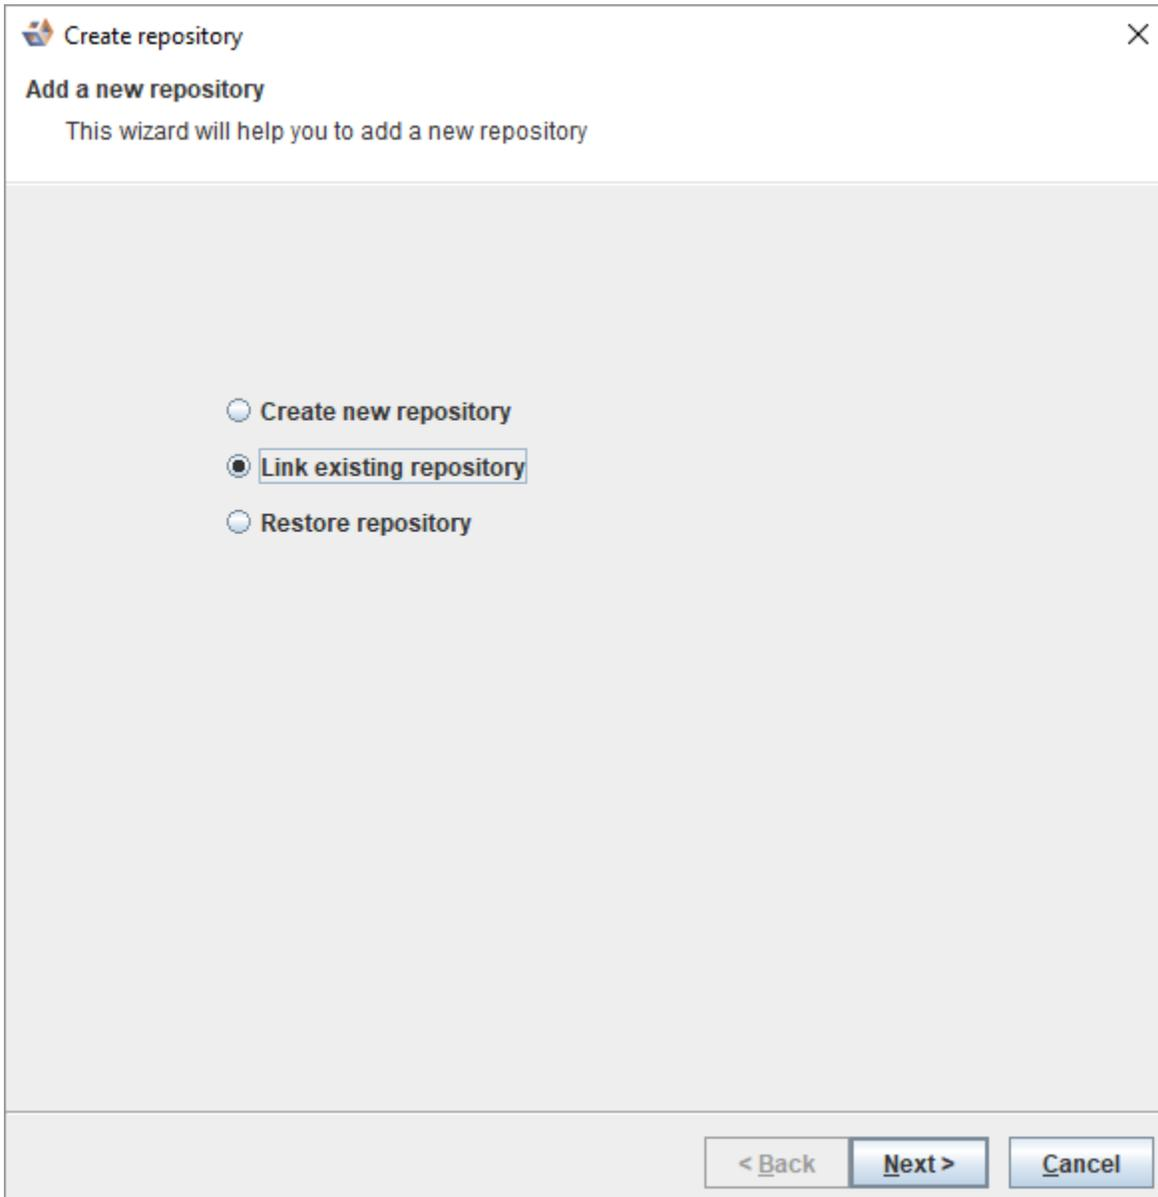 Create repository
Add a new repository
This wizard will help you to add a new repository
Create new repository
Link existing repository
Restore repository
< Back Next > Cancel